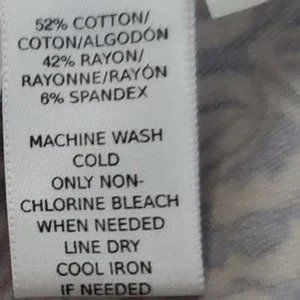 52% COTTON/
COTON/ALGODÓN
42% RAYON/
RAYONNE/RAYÓN
6% SPANDEX
MACHINE WASH
COLD
ONLY NON-
CHLORINE BLEACH
WHEN NEEDED
LINE DRY
COOL IRON
IF NEEDED